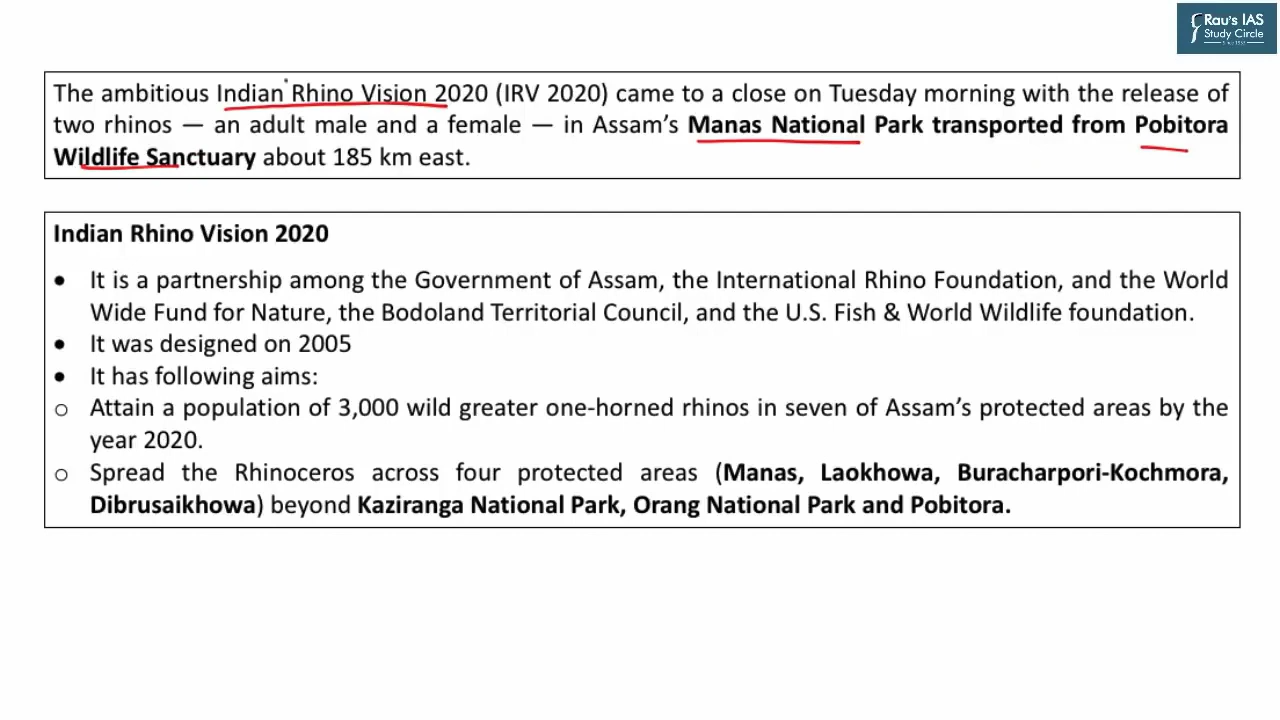 Rau's IAS
Study Circle
The ambitious Indian Rhino Vision 2020 (IRV 2020) came to a close on Tuesday morning with the release of
two rhinos — an adult male and a female — in Assam's Manas National Park transported from Pobitora
Wildlife Sanctuary about 185 km east.
Indian Rhino Vision 2020
• It is a partnership among the Government of Assam, the International Rhino Foundation, and the World
Wide Fund for Nature, the Bodoland Territorial Council, and the U.S. Fish & World Wildlife foundation.
• It was designed on 2005
• It has following aims:
o Attain a population of 3,000 wild greater one-horned rhinos in seven of Assam's protected areas by the
year 2020.
o Spread the Rhinoceros across four protected areas (Manas, Laokhowa, Buracharpori-Kochmora,
Dibrusaikhowa) beyond Kaziranga National Park, Orang National Park and Pobitora.